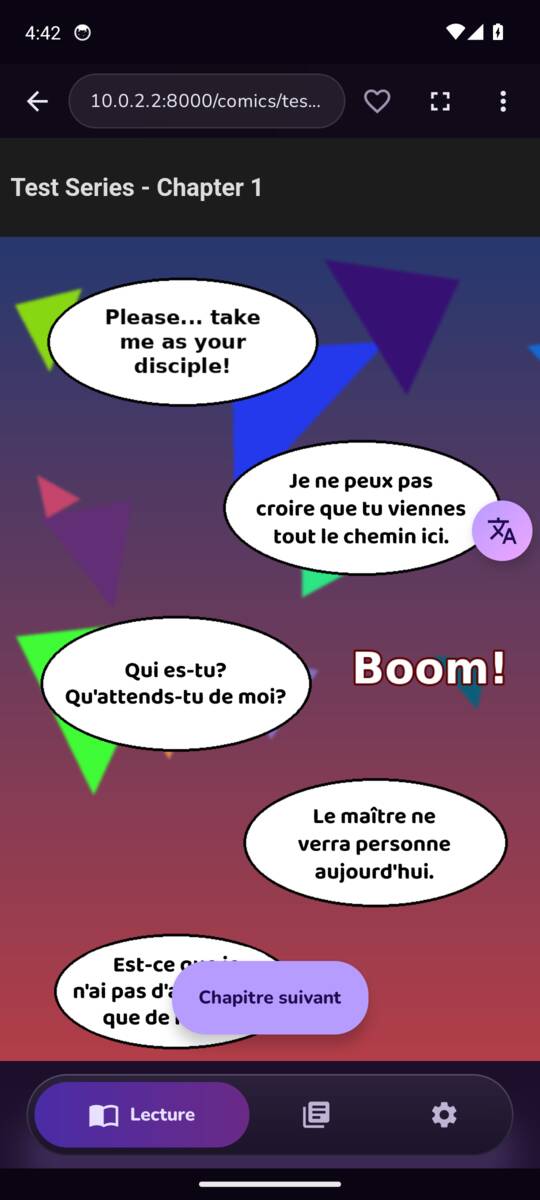 4:42
10.0.2.2:8000/comics/tes...
Test Series - Chapter 1
Please... take
me as your
disciple!
Je ne peux pas
croire que tu viennes
tout le chemin ici.
Qui es-tu?
Qu'attends-tu de moi?
Boom!
Le maître ne
verra personne
aujourd'hui.
Est-ce
n'ai pas
que de
Chapitre suivant
Lecture